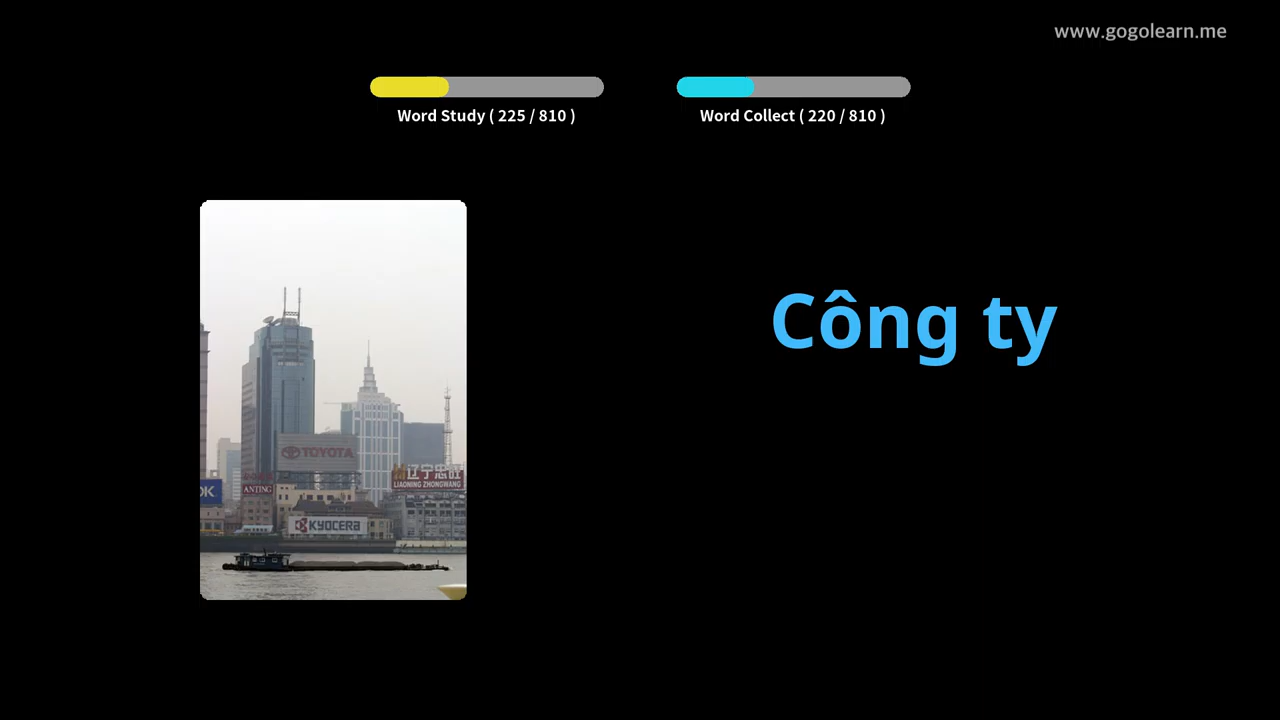 www.gogolearn.me
Word Study ( 225 / 810 )
Word Collect ( 220 / 810 )
Công ty
TOYOTA
辽宁忠旺
LIAONING ZHONGWANG
OK
ANTING
KYOCERA